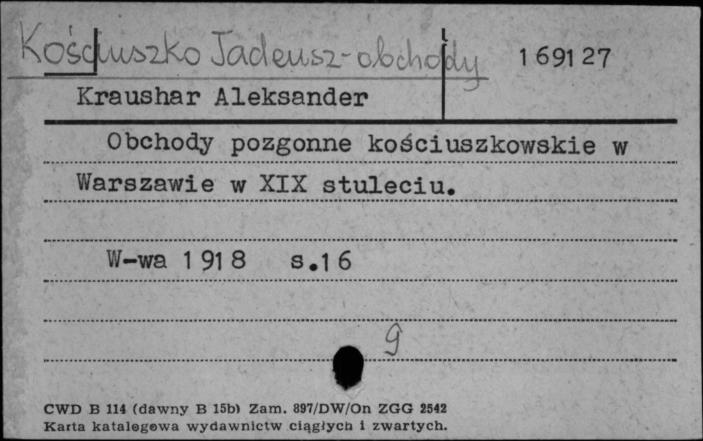 Kościuszko Tadeusz - obchody 169127
Kraushar Aleksander
Obchody pozgonne kościuszkowskie w
Warszawie w XIX stuleciu.
W-wa 1918 s.16
9
CWD B 114 (dawny B 15b) Zam. 897/DW/On ZGG 2542
Karta katalogowa wydawnictw ciągłych i zwartych.